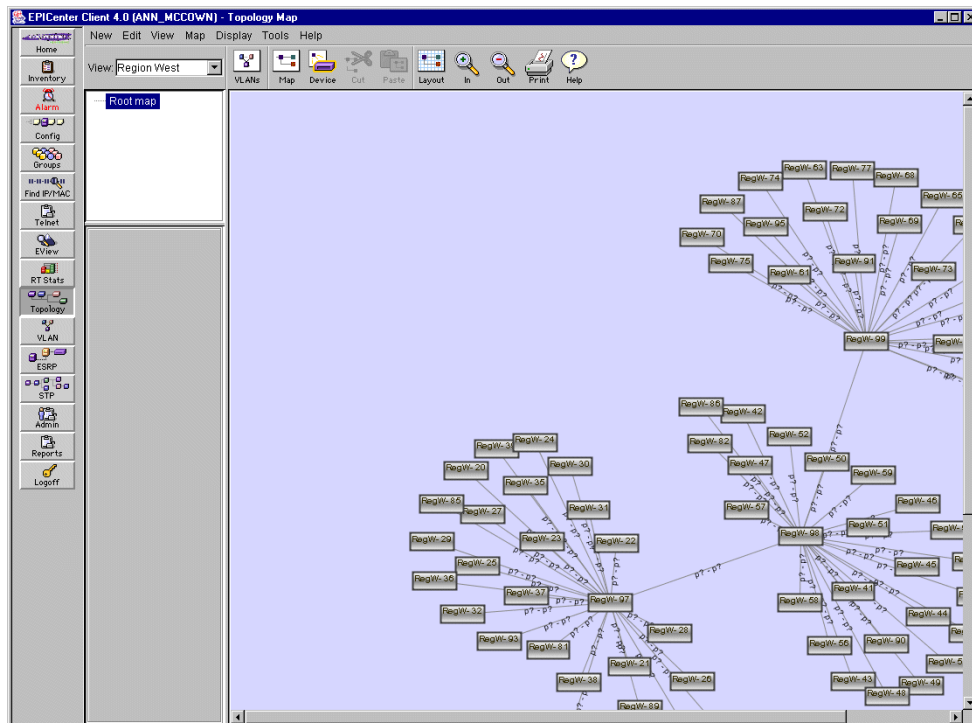 EPICenter Client 4.0 (ANN_MCCOWN) - Topology Map
New Edit View Map Display Tools Help
View: Region West
VLANs Map Device Cut Paste Layout In Out Print Help
Home
Inventory
Alarm
Config
Groups
Find IP/MAC
Telnet
EView
RT Stats
Topology
VLAN
ESRP
STP
Admin
Reports
Logoff
Root map
RegW- 63
RegW- 77
RegW- 74
RegW- 68
RegW- 87
RegW- 72
RegW- 65
RegW- 95
RegW- 69
RegW- 70
RegW- 75
RegW- 61
RegW- 91
RegW- 73
p? - p?
RegW- 99
p? - p?
RegW- 86
RegW- 42
RegW- 82
RegW- 52
RegW- 47
RegW- 50
RegW- 59
RegW- 57
RegW- 46
RegW- 51
RegW- 98
RegW- 45
p? - p?
RegW- 41
RegW- 58
RegW- 44
RegW- 56
RegW- 90
RegW- 43
RegW- 49
RegW- 48
RegW- 24
RegW- 20
RegW- 30
RegW- 35
RegW- 85
RegW- 27
RegW- 31
RegW- 29
RegW- 23
RegW- 22
RegW- 25
RegW- 36
RegW- 37
RegW- 97
RegW- 32
RegW- 93
RegW- 81
RegW- 28
RegW- 21
RegW- 38
RegW- 26
RegW- 89